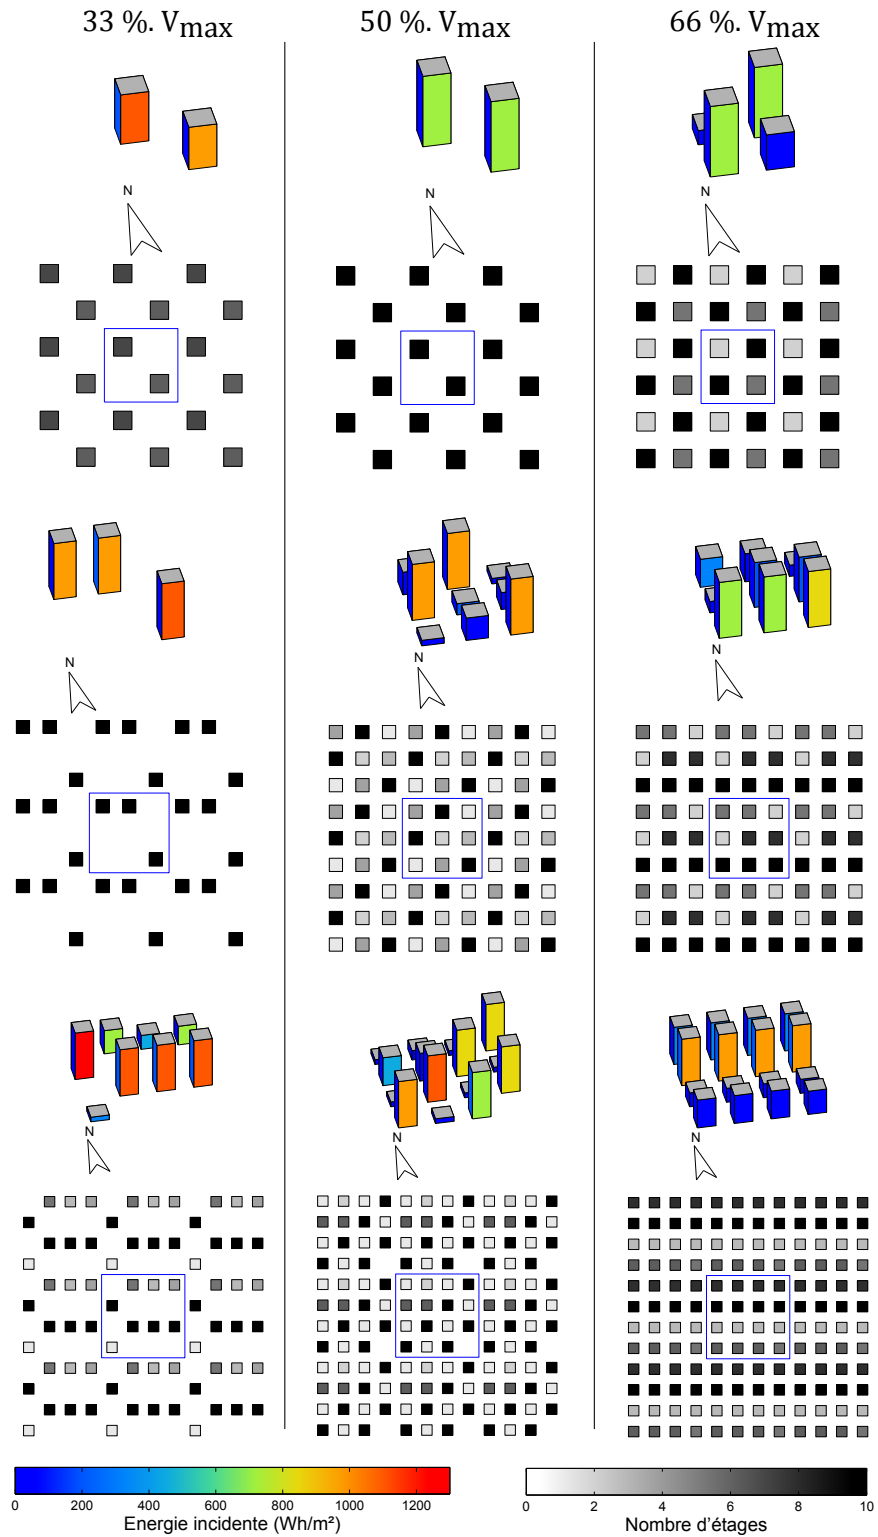 33 %. Vmax
50 %. Vmax
66 %. Vmax
N
N
N
N
N
N
N
N
N
0 200 400 600 800 1000 1200
Energie incidente (Wh/m²)
0 2 4 6 8 10
Nombre d'étages